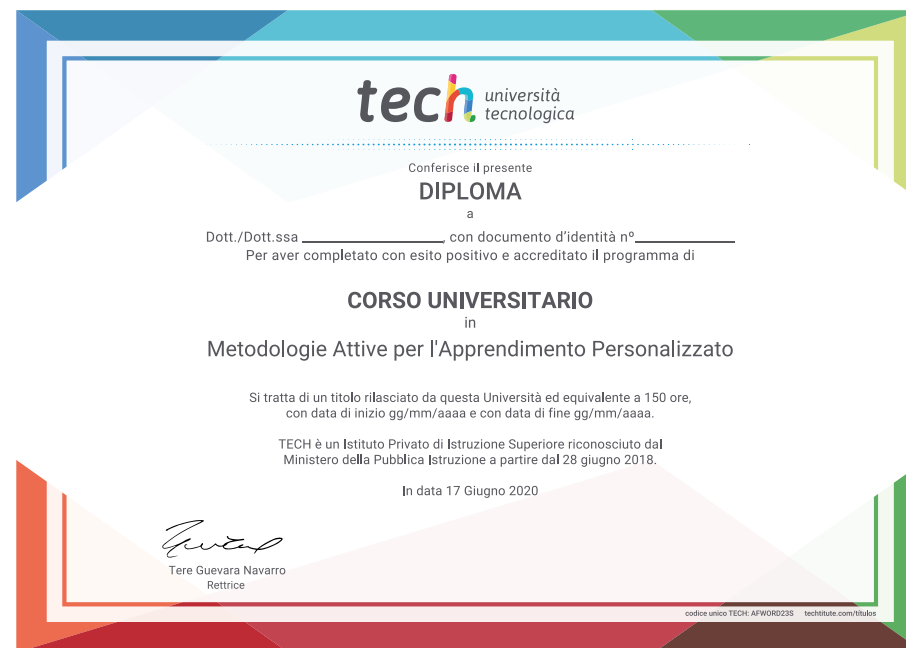 tech università
tecnologica
Conferisce il presente
DIPLOMA
a
Dott./Dott.ssa ________________, con documento d'identità nº____________
Per aver completato con esito positivo e accreditato il programma di
CORSO UNIVERSITARIO
in
Metodologie Attive per l'Apprendimento Personalizzato
Si tratta di un titolo rilasciato da questa Università ed equivalente a 150 ore,
con data di inizio gg/mm/aaaa e con data di fine gg/mm/aaaa.
TECH è un Istituto Privato di Istruzione Superiore riconosciuto dal
Ministero della Pubblica Istruzione a partire dal 28 giugno 2018.
In data 17 Giugno 2020
Tere Guevara Navarro
Rettrice
codice unico TECH: AFWORD23S techtitute.com/títulos